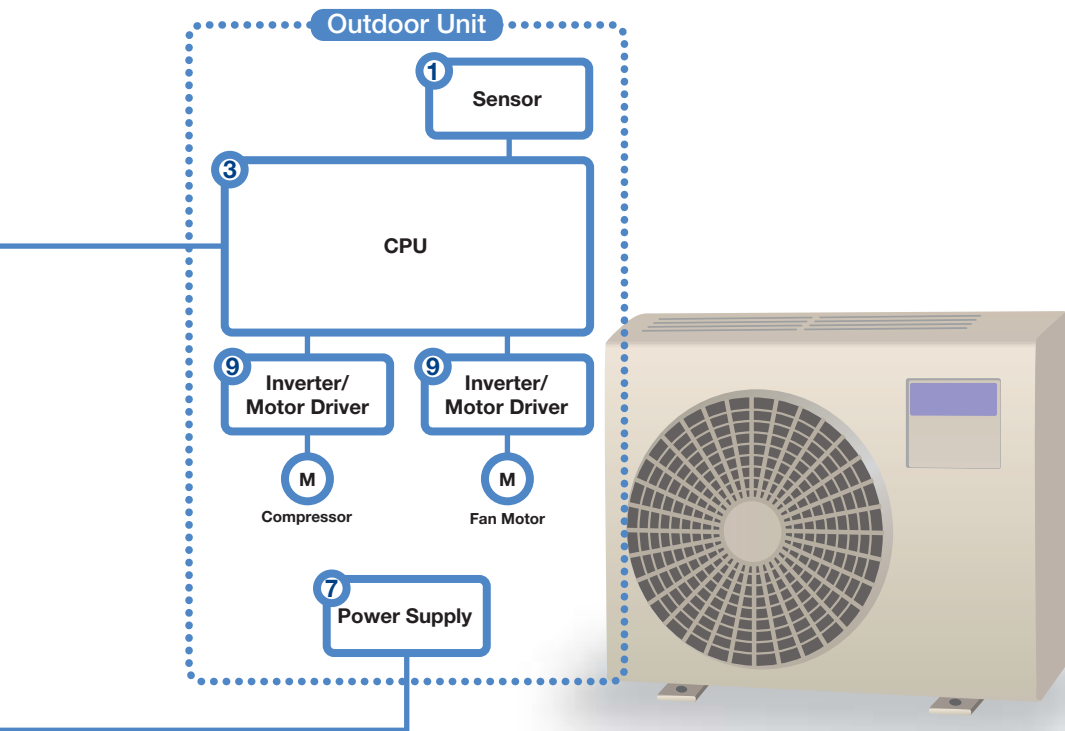 Outdoor Unit
1
Sensor
3
CPU
9
Inverter/
Motor Driver
9
Inverter/
Motor Driver
M
Compressor
M
Fan Motor
7
Power Supply